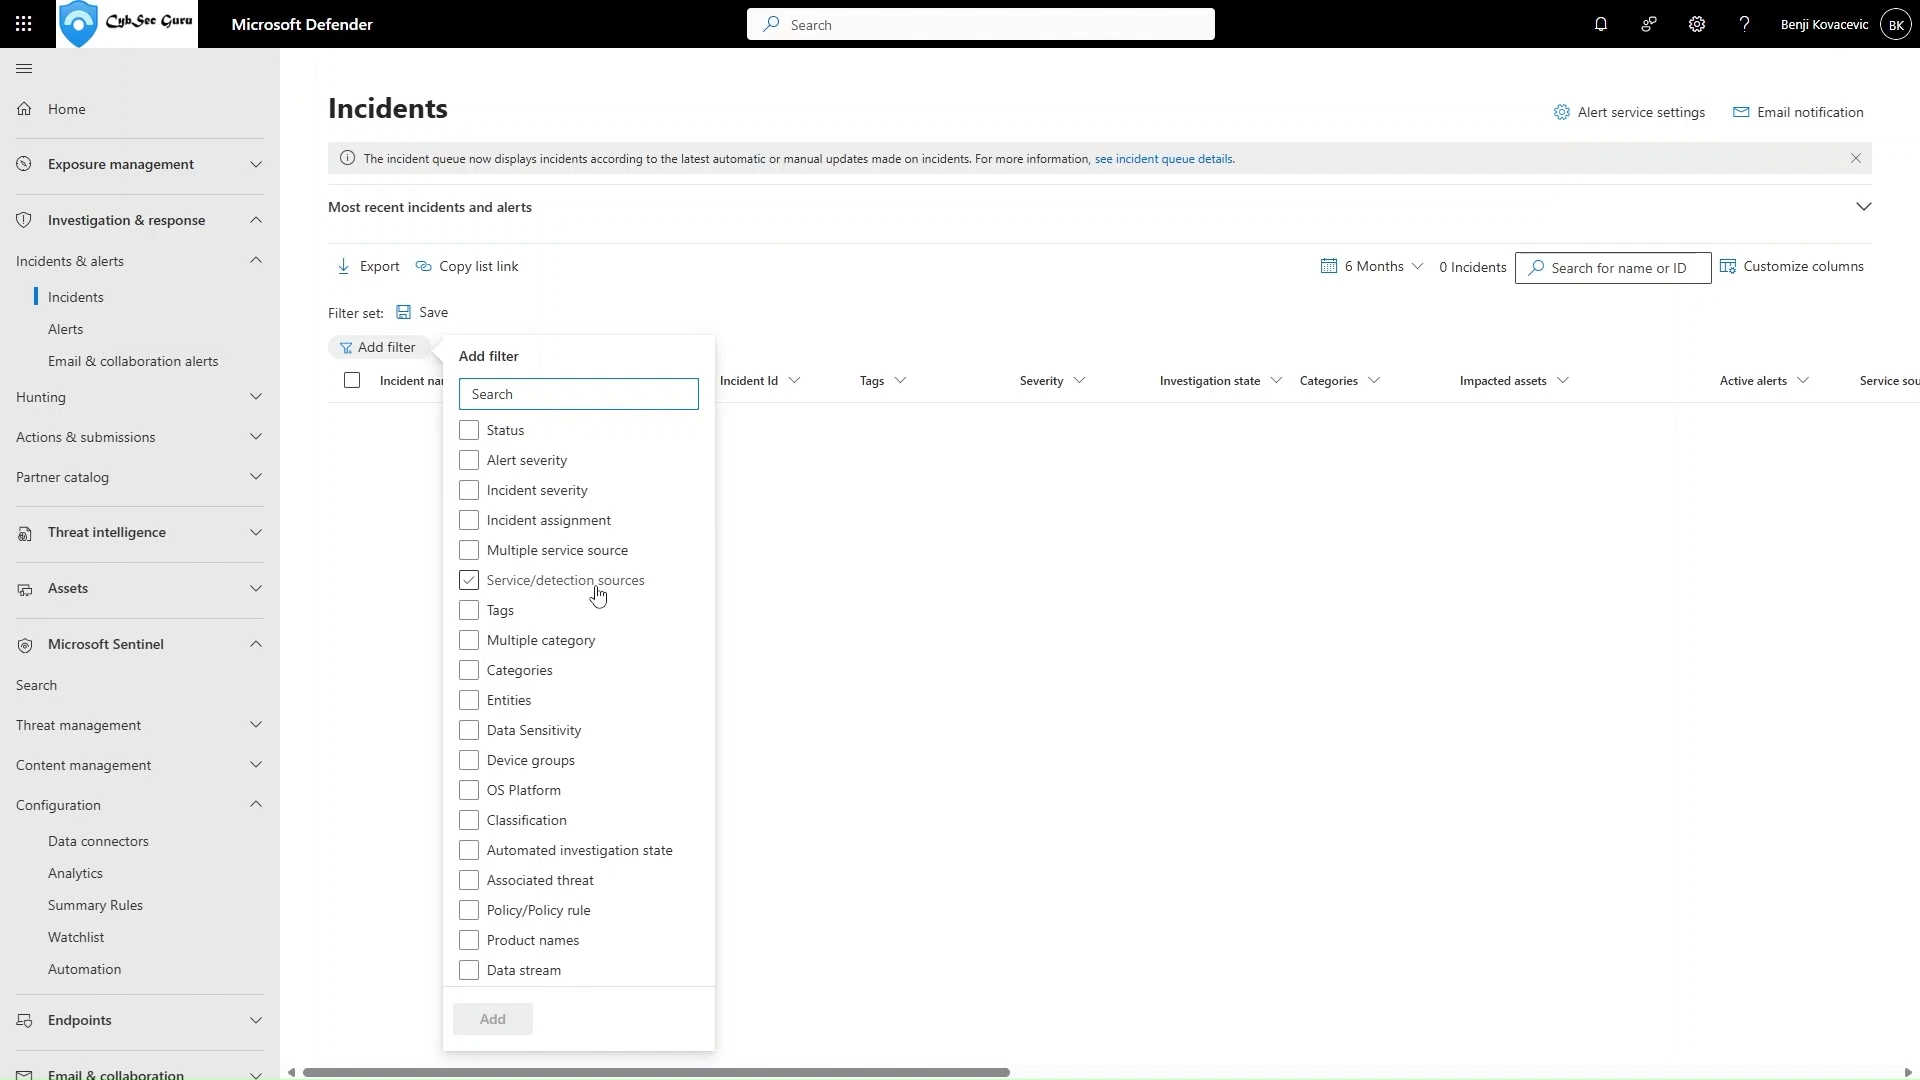 CybSec Guru
Microsoft Defender
Search
Benji Kovacevic
BK
Home
Exposure management
Investigation & response
Incidents & alerts
Incidents
Alerts
Email & collaboration alerts
Hunting
Actions & submissions
Partner catalog
Threat intelligence
Assets
Microsoft Sentinel
Search
Threat management
Content management
Configuration
Data connectors
Analytics
Summary Rules
Watchlist
Automation
Endpoints
Email & collaboration
Incidents
Alert service settings
Email notification
The incident queue now displays incidents according to the latest automatic or manual updates made on incidents. For more information, see incident queue details.
Most recent incidents and alerts
Export
Copy list link
6 Months
0 Incidents
Search for name or ID
Customize columns
Filter set:
Save
Add filter
Incident nar
Incident Id
Tags
Severity
Investigation state
Categories
Impacted assets
Active alerts
Service sou
Add filter
Search
Status
Alert severity
Incident severity
Incident assignment
Multiple service source
Service/detection sources
Tags
Multiple category
Categories
Entities
Data Sensitivity
Device groups
OS Platform
Classification
Automated investigation state
Associated threat
Policy/Policy rule
Product names
Data stream
Add